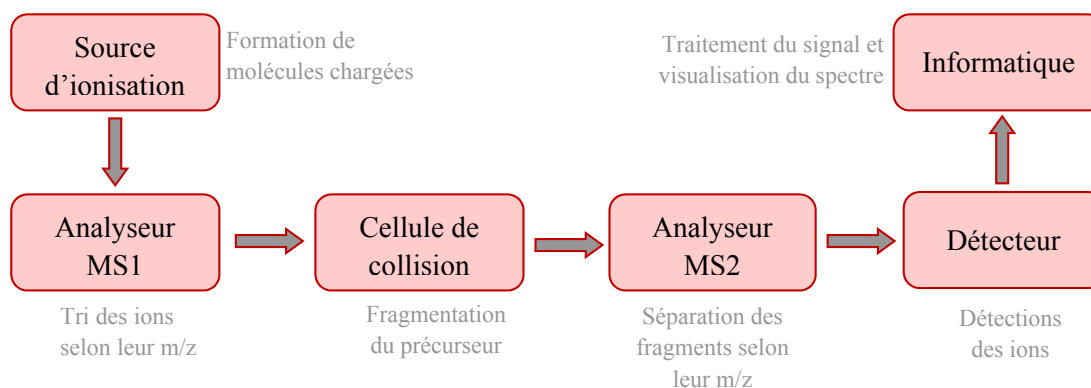 Source
d’ionisation
Formation de
molécules chargées
Traitement du signal et
visualisation du spectre
Informatique
Analyseur
MS1
Cellule de
collision
Analyseur
MS2
Détecteur
Tri des ions
selon leur m/z
Fragmentation
du précurseur
Séparation des
fragments selon
leur m/z
Détections
des ions